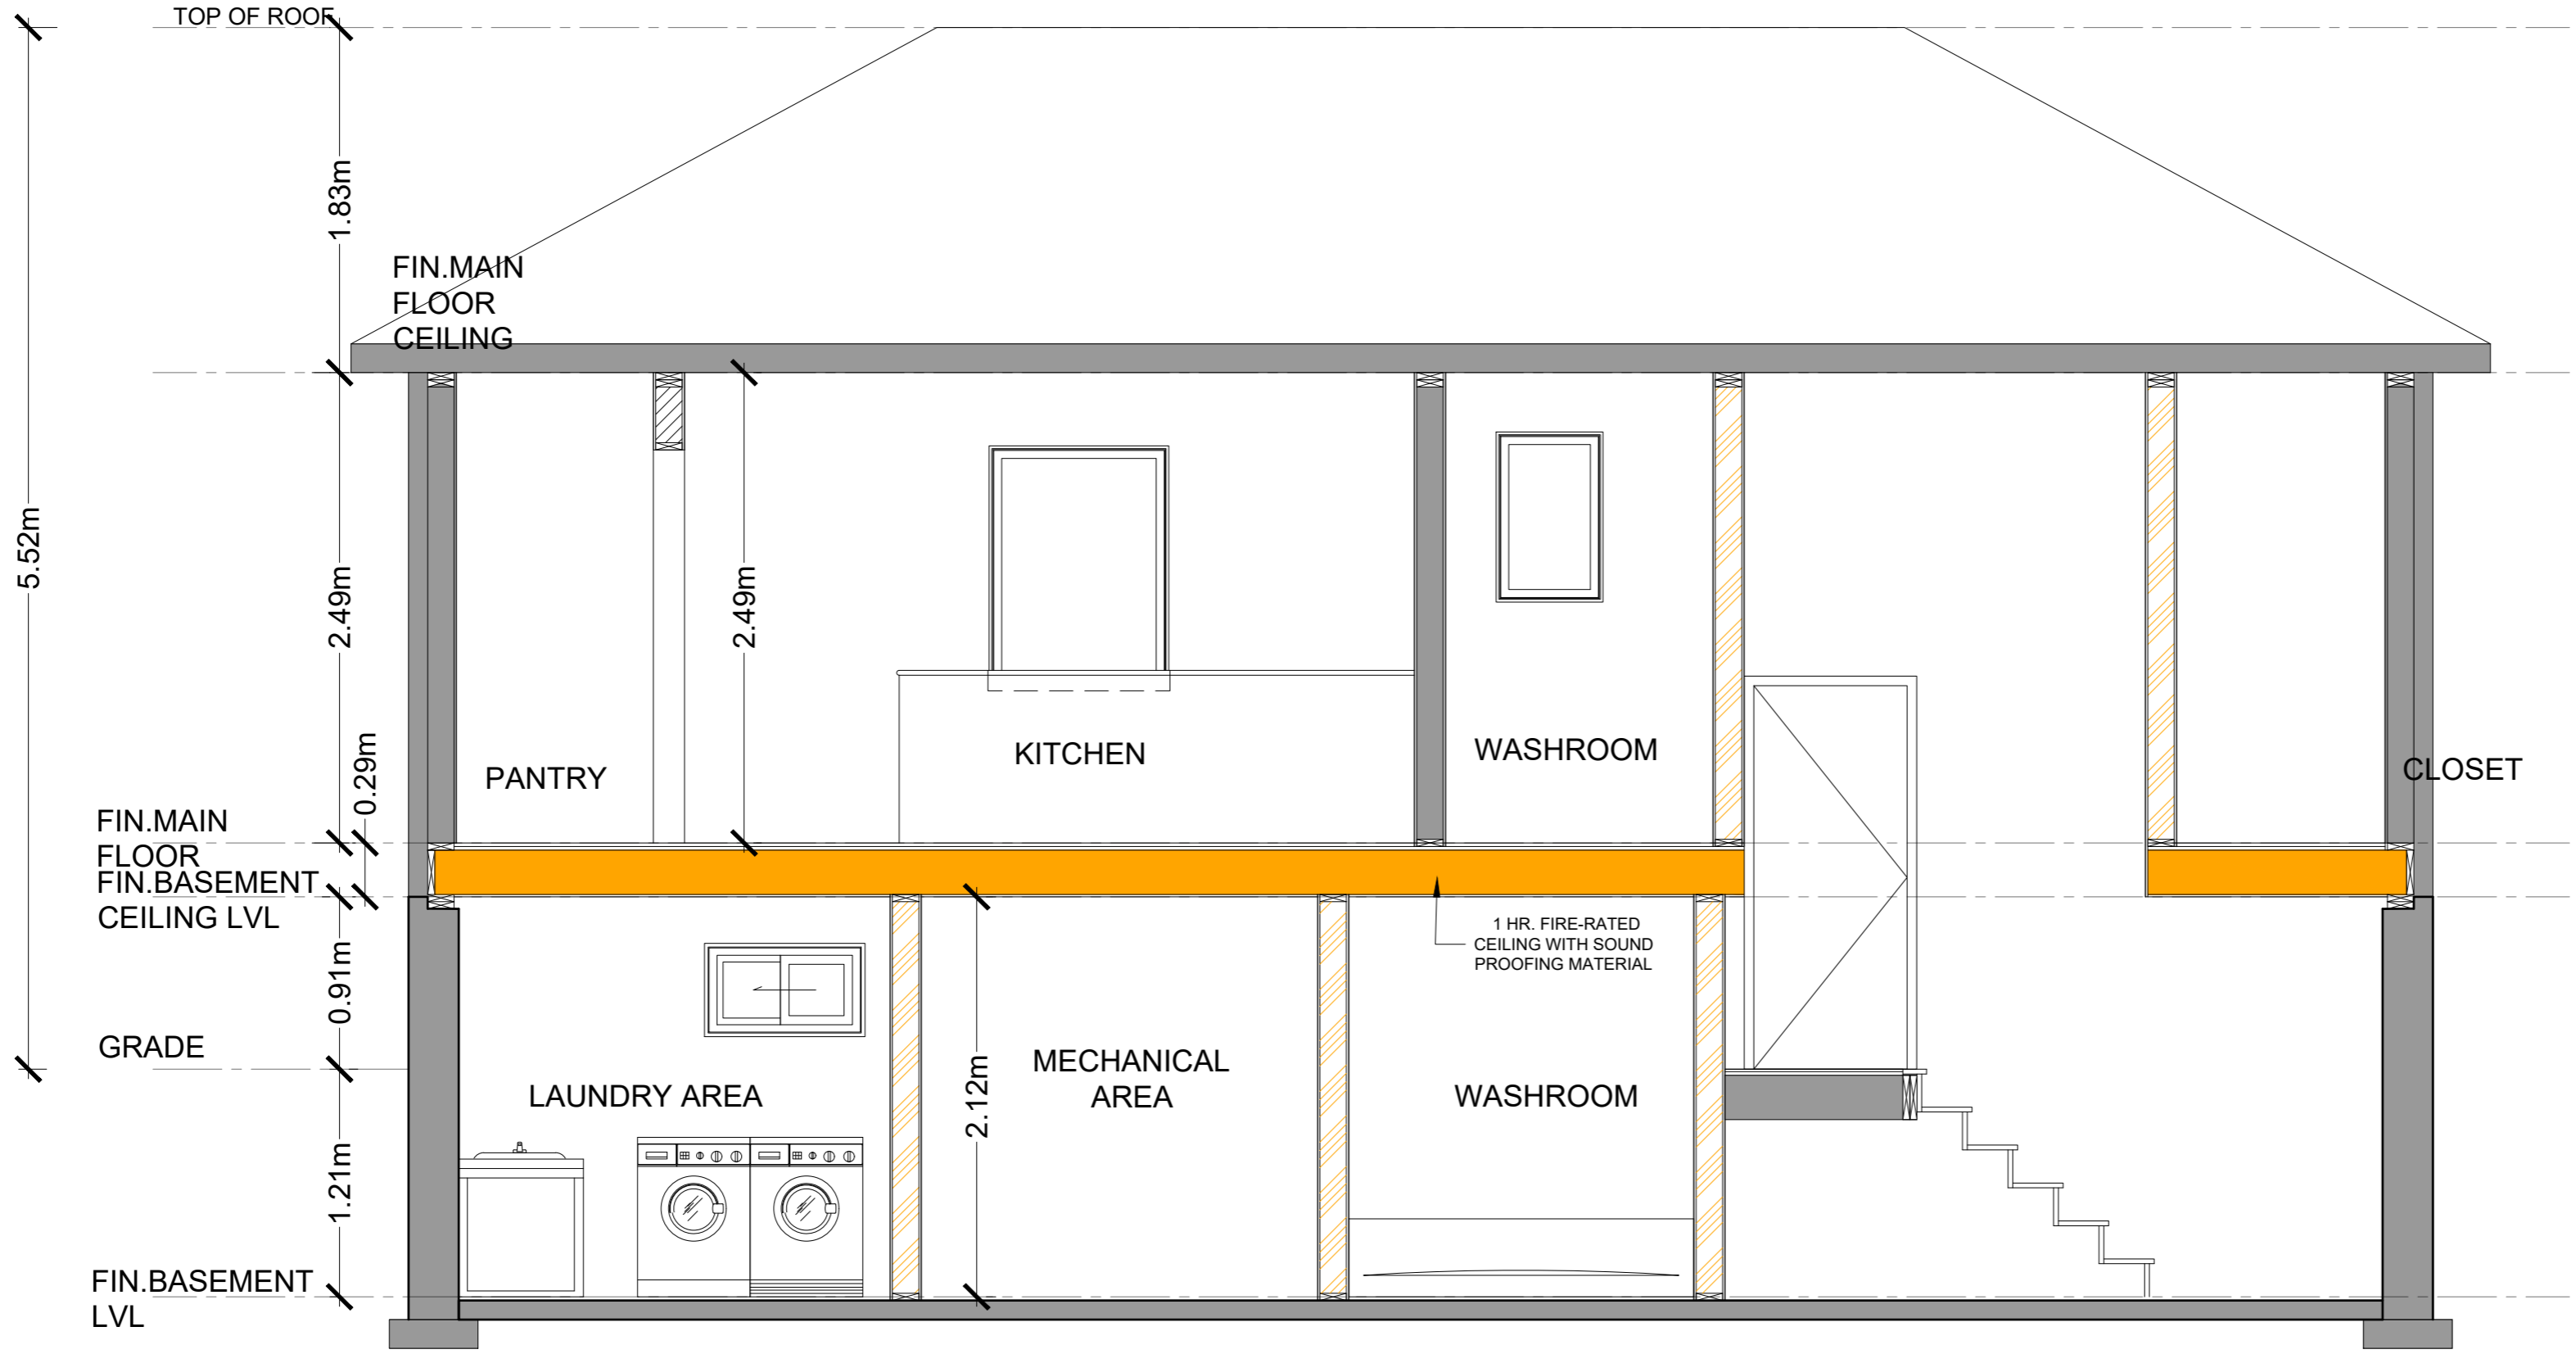 TOP OF ROOF
1.83m
FIN.MAIN
FLOOR
CEILING
5.52m
2.49m
2.49m
0.29m
PANTRY
KITCHEN
WASHROOM
CLOSET
FIN.MAIN
FLOOR
FIN.BASEMENT
CEILING LVL
1 HR. FIRE-RATED
CEILING WITH SOUND
PROOFING MATERIAL
0.91m
GRADE
LAUNDRY AREA
2.12m
MECHANICAL
AREA
WASHROOM
1.21m
FIN.BASEMENT
LVL